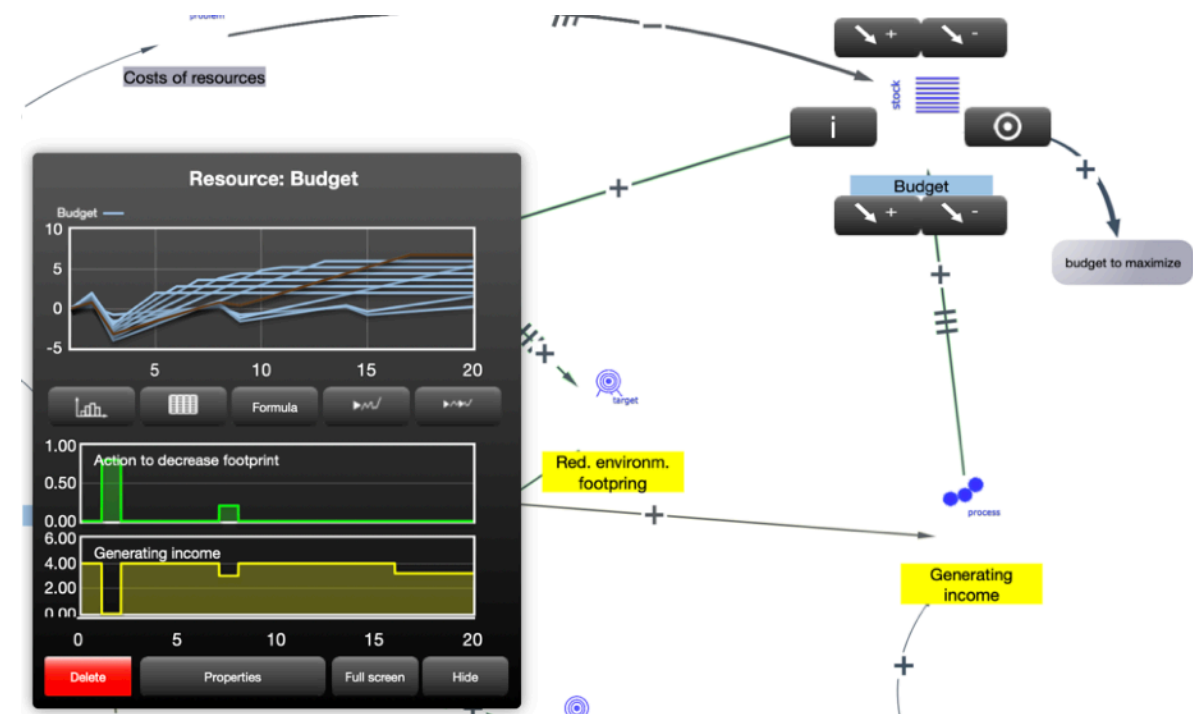 problem
Costs of resources
+
-
stock
i
Budget
+
-
budget to maximize
Resource: Budget
Budget
10
5
0
-5
5
10
15
20
Formula
target
1.00
0.50
0.00
Action to decrease footprint
Red. environm.
footpring
process
6.00
4.00
2.00
0.00
Generating income
0
5
10
15
20
Generating
income
Delete
Properties
Full screen
Hide